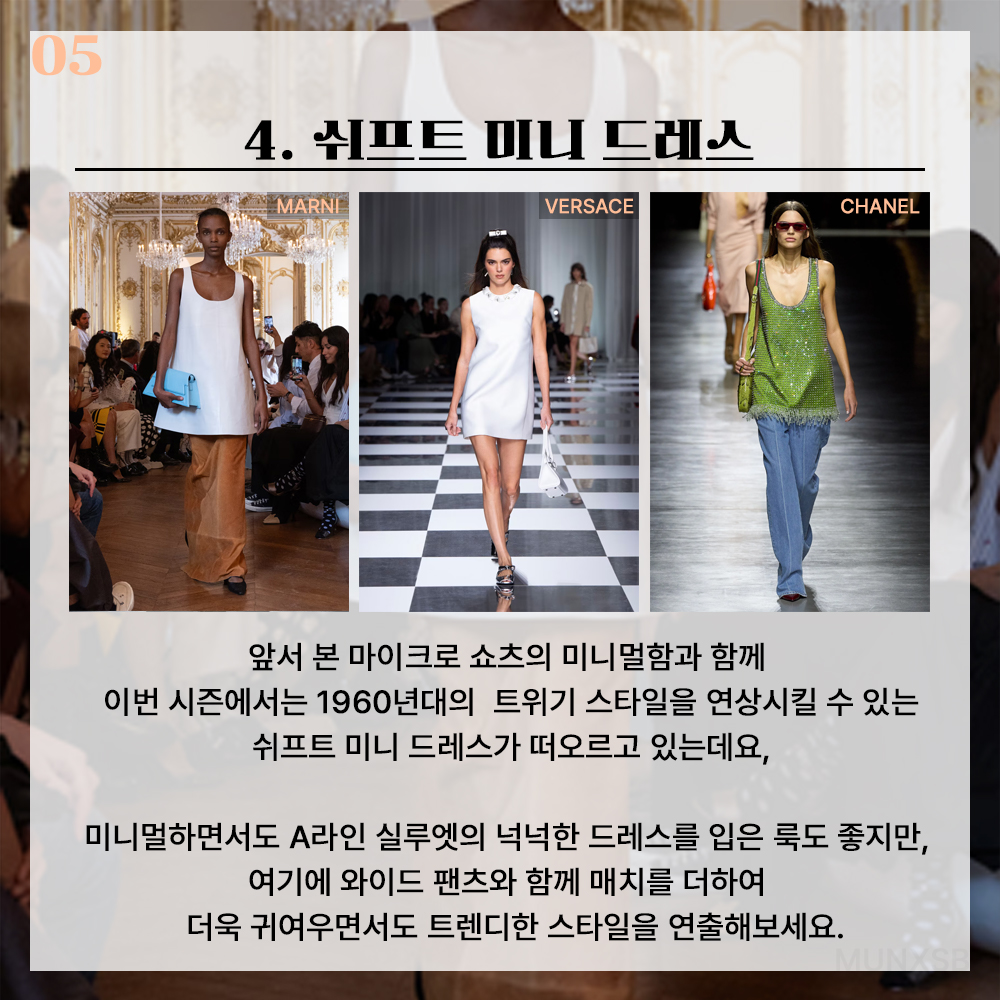 05
4. 쉬프트 미니 드레스
MARNI
VERSACE
CHANEL
앞서 본 마이크로 쇼츠의 미니멀함과 함께
이번 시즌에서는 1960년대의 트위기 스타일을 연상시킬 수 있는
쉬프트 미니 드레스가 떠오르고 있는데요,
미니멀하면서도 A라인 실루엣의 넉넉한 드레스를 입은 룩도 좋지만,
여기에 와이드 팬츠와 함께 매치를 더하여
더욱 귀여우면서도 트렌디한 스타일을 연출해보세요.